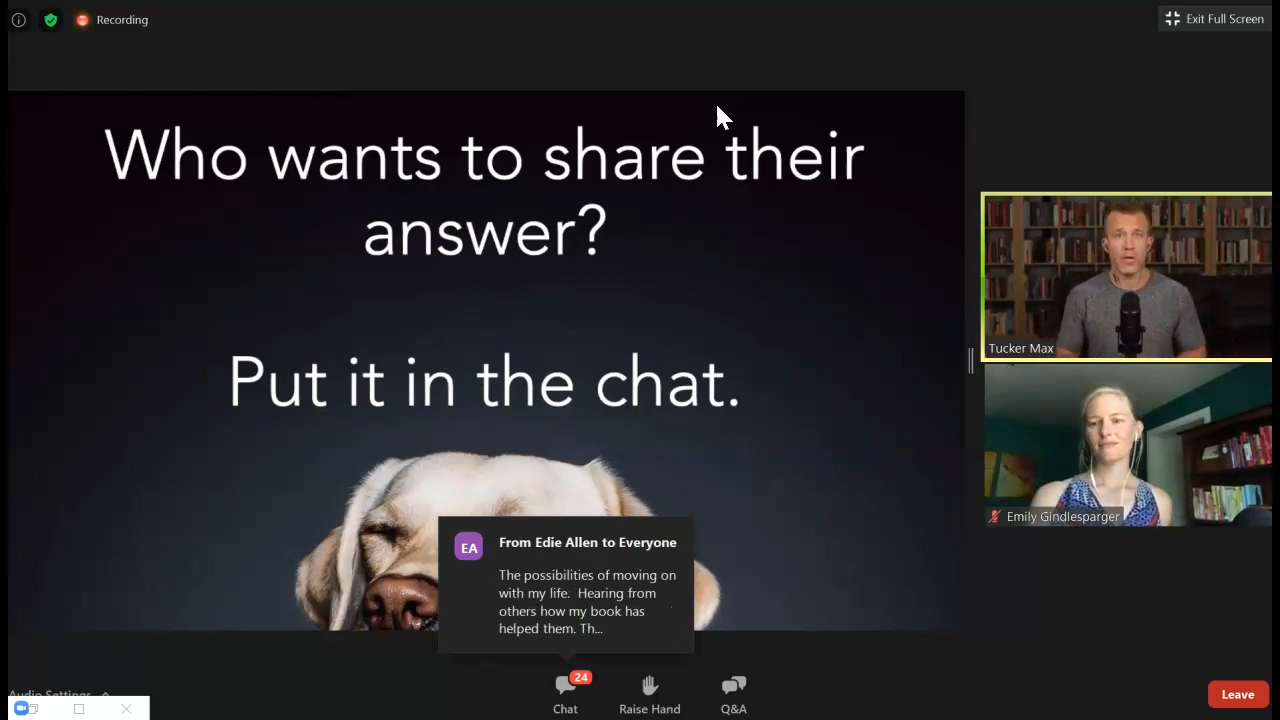 Recording
Exit Full Screen
Who wants to share their
answer?
Put it in the chat.
Tucker Max
Emily Gindlesparger
EA
From Edie Allen to Everyone
The possibilities of moving on
with my life.  Hearing from
others how my book has
helped them. Th...
Audio Settings
24
Chat
Raise Hand
Q&A
Leave